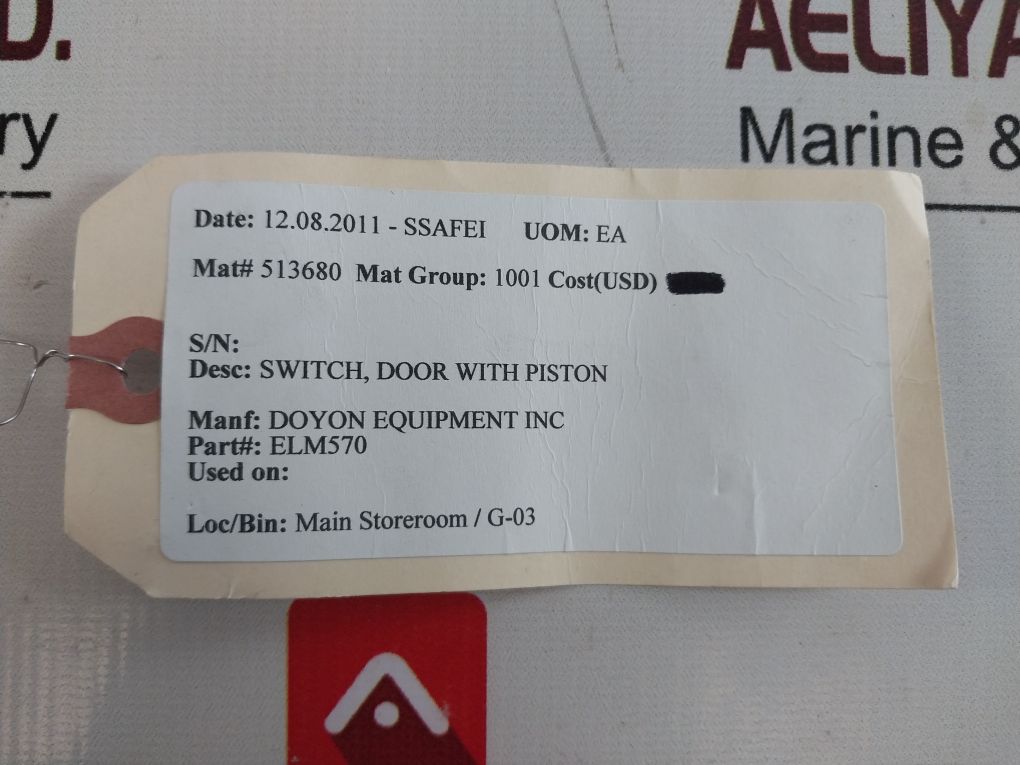 D.
AELIYA
ry
Marine &
Date: 12.08.2011 - SSAFEI UOM: EA
Mat# 513680 Mat Group: 1001 Cost(USD)
S/N:
Desc: SWITCH, DOOR WITH PISTON
Manf: DOYON EQUIPMENT INC
Part#: ELM570
Used on:
Loc/Bin: Main Storeroom / G-03